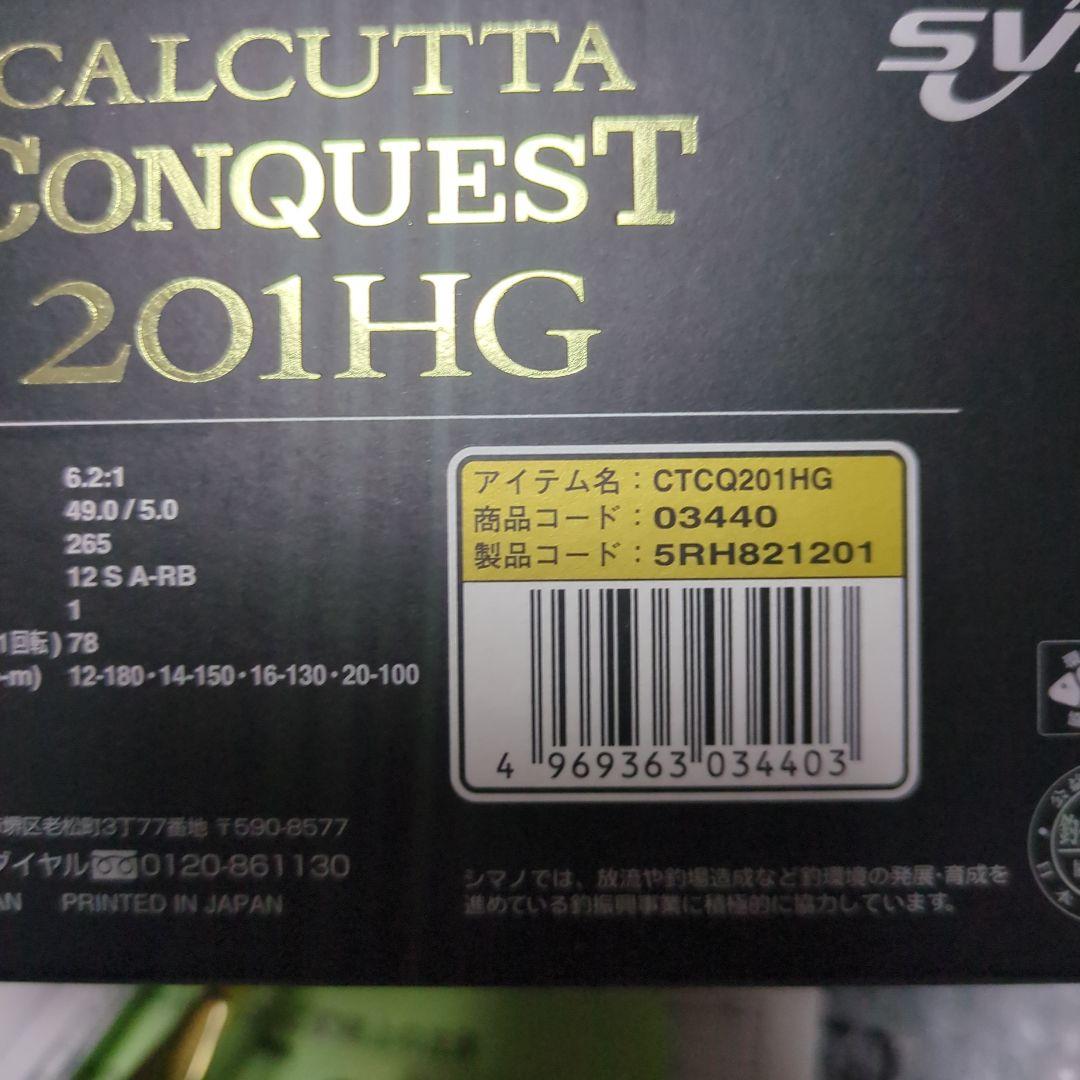 CALCUTTA
CONQUEST
201HG
SV
6.2:1
49.0/5.0
265
12 S A-RB
1
1回転) 78
-m) 12-180・14-150・16-130・20-100
アイテム名：CTCQ201HG
商品コード：03440
製品コード：5RH821201
4 969363 034403
堺区老松町3丁77番地 〒590-8577
ダイヤル 0120-861130
AN PRINTED IN JAPAN
シマノでは、放流や釣場造成など釣環境の発展・育成を
進めている釣振興事業に積極的に協力しています。